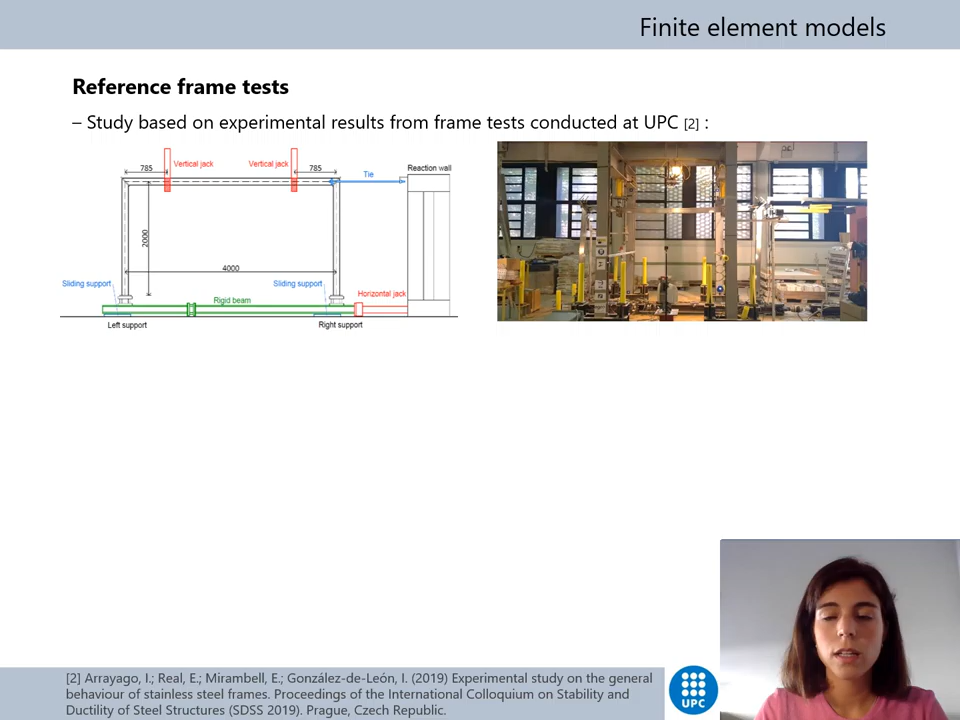 Finite element models
Reference frame tests
– Study based on experimental results from frame tests conducted at UPC [2] :
785
Vertical jack
Vertical jack
785
Tie
Reaction wall
2000
4000
Sliding support
Sliding support
Rigid beam
Horizontal jack
Left support
Right support
[2] Arrayago, I.; Real, E.; Mirambell, E.; González-de-León, I. (2019) Experimental study on the general
behaviour of stainless steel frames. Proceedings of the International Colloquium on Stability and
Ductility of Steel Structures (SDSS 2019). Prague, Czech Republic.
UPC